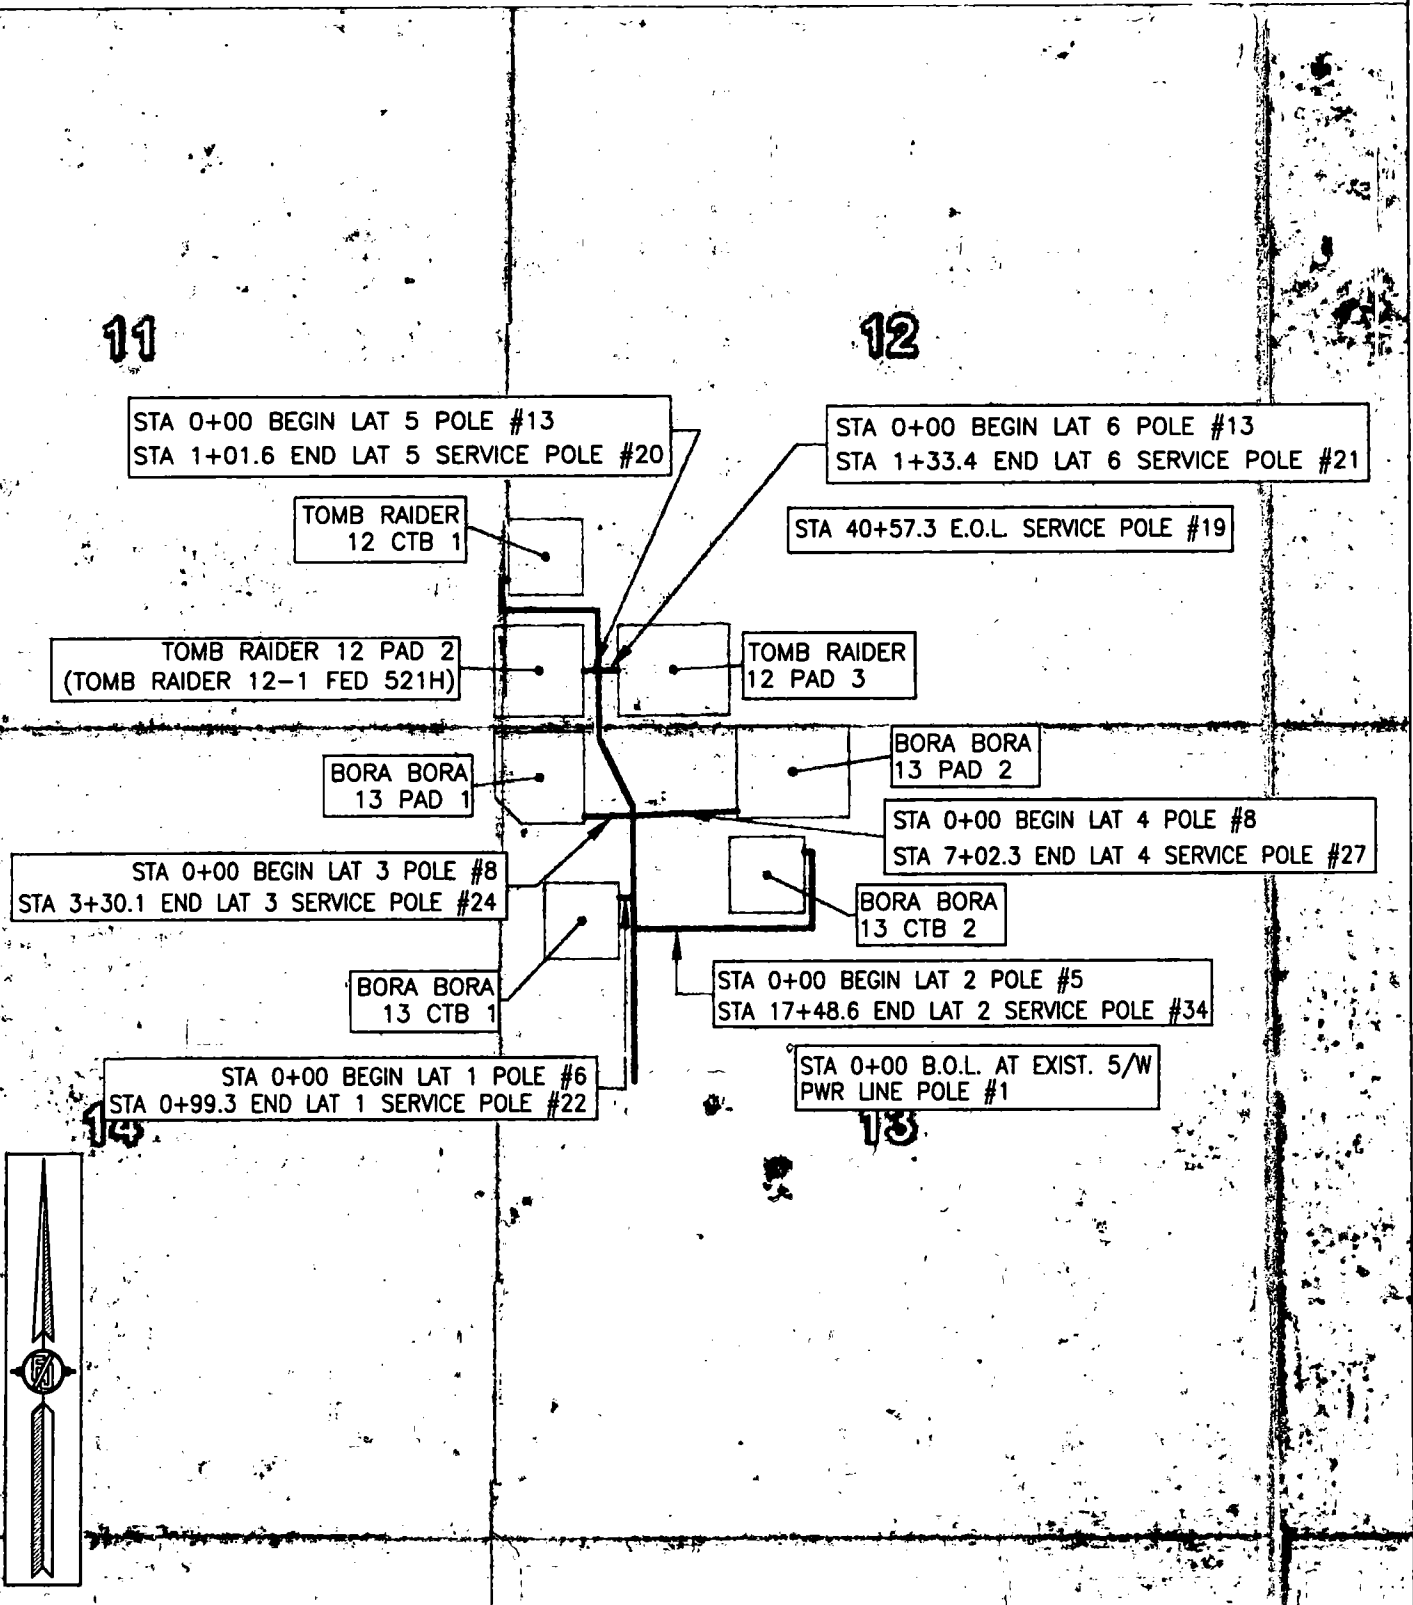 11
12
STA 0+00 BEGIN LAT 5 POLE #13
STA 1+01.6 END LAT 5 SERVICE POLE #20
STA 0+00 BEGIN LAT 6 POLE #13
STA 1+33.4 END LAT 6 SERVICE POLE #21
TOMB RAIDER
12 CTB 1
STA 40+57.3 E.O.L. SERVICE POLE #19
TOMB RAIDER 12 PAD 2
(TOMB RAIDER 12-1 FED 521H)
TOMB RAIDER
12 PAD 3
BORA BORA
13 PAD 1
BORA BORA
13 PAD 2
STA 0+00 BEGIN LAT 4 POLE #8
STA 7+02.3 END LAT 4 SERVICE POLE #27
STA 0+00 BEGIN LAT 3 POLE #8
STA 3+30.1 END LAT 3 SERVICE POLE #24
BORA BORA
13 CTB 2
BORA BORA
13 CTB 1
STA 0+00 BEGIN LAT 2 POLE #5
STA 17+48.6 END LAT 2 SERVICE POLE #34
STA 0+00 BEGIN LAT 1 POLE #6
STA 0+99.3 END LAT 1 SERVICE POLE #22
STA 0+00 B.O.L. AT EXIST. 5/W
PWR LINE POLE #1
14
13